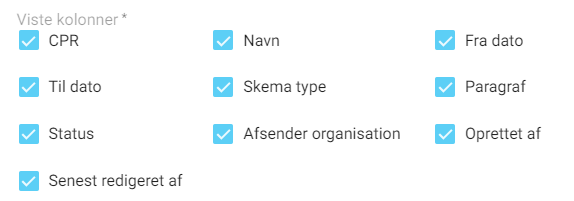 Viste kolonner *
CPR Navn Fra dato
Til dato Skema type Paragraf
Status Afsender organisation Oprettet af
Senest redigeret af